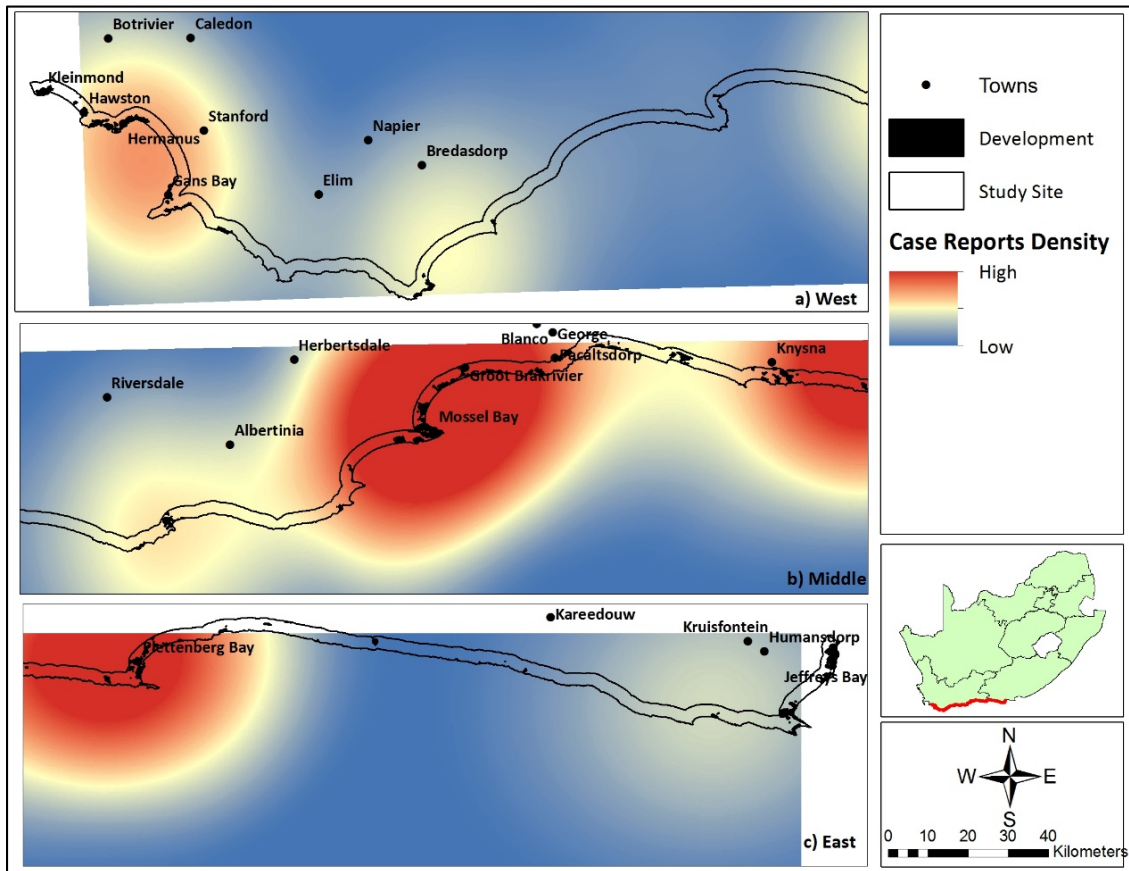 Botrivier
Caledon
Kleinmond
Hawston
Stanford
Hermanus
Napier
Bredasdorp
Gans Bay
Elim
a) West
Blanco
George
Herbertsdale
Pacaltsdorp
Knysna
Groot Brakrivier
Riversdale
Mossel Bay
Albertinia
b) Middle
Kareedouw
Kruisfontein
Humansdorp
Plettenberg Bay
Jeffreys Bay
c) East
Towns
Development
Study Site
Case Reports Density
High
Low
N
W E
S
0 5 10 20 30 40
Kilometers